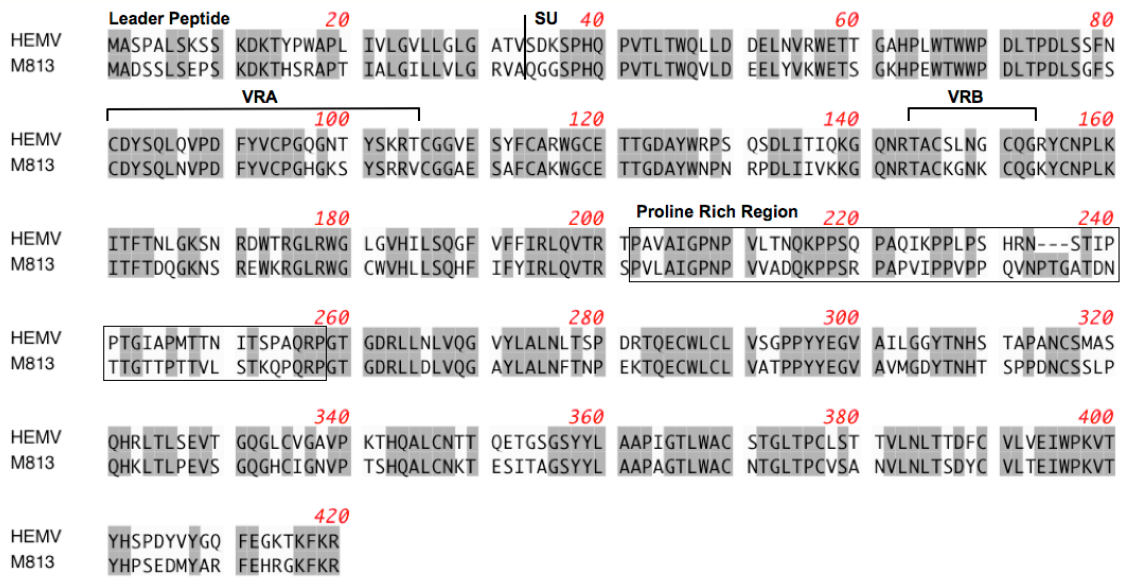 Leader Peptide 20 SU 40 60 80
HEMV MASPALSKSS KDKTYPWAPL IVLGVLLGLG ATVSDKSPHQ PVTLTWQLLD DELNVRWETT GAHPLWTWWP DLTPDLSSFN
M813 MADSSLSEPS KDKTHSRAPT IALGILLVLG RVAQGGSPHQ PVTLTWQVLD EELYVKWETS GKHPEWTWWP DLTPDLSGFS
VRA VRB
100 120 140 160
HEMV CDYSQLQVPD FYVCPGQGNT YSKRTCGGVE SYFCARWGCE TTGDAYWRPS QSDLITIQKG QNRTACSLNG CQGRYCNPLK
M813 CDYSQLNVPD FYVCPGHGKS YSRRVCGGAE SAFCAKWGCE TTGDAYWNPN RPDLIIVKKG QNRTACKGNK CQGKYCNPLK
180 200 Proline Rich Region 220 240
HEMV ITFTNLGKSN RDWTRGLRWG LGVHILSQGF VFFIRLQVTR TPAVAIGPNP VLTNQKPPSQ PAQIKPPLPS HRN---STIP
M813 ITFTDQGKNS REWKRGLRWG CWVHLLSQHF IFYIRLQVTR SPVLAIGPNP VVADQKPPSR PAPVIPPVPP QVNPTGATDN
260 280 300 320
HEMV PTGIAPMTTN ITSPAQRPGT GDRLLNLVQG VYLALNLTSP DRTQECWLCL VSGPPYYEGV AILGGYTNHS TAPANCSMAS
M813 TTGTTPTTVL STKQPQRPGT GDRLLDLVQG AYLALNFTNP EKTQECWLCL VATPPYYEGV AVMGDYTNHT SPPDNCSSLP
340 360 380 400
HEMV QHRLTLSEVT GQGLCVGAVP KTHQALCNTT QETGSGSYYL AAPIGTLWAC STGLTPCLST TVLNLTTDFC VLVEIWPKVT
M813 QHKLTLPEVS GQGHCIGNVP TSHQALCNKT ESITAGSYYL AAPAGTLWAC NTGLTPCVSA NVLNLTSDYC VLTEIWPKVT
420
HEMV YHSPDYVYGQ FEGKTKFKR
M813 YHPSEDMYAR FEHRGKFKR